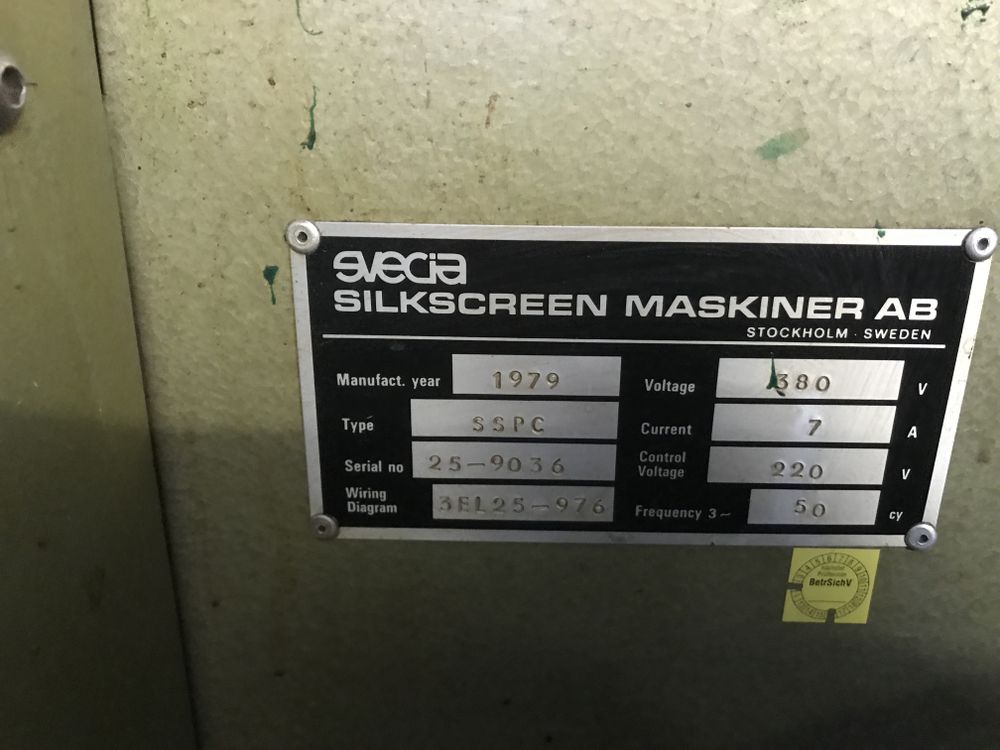 svecia
SILKSCREEN MASKINER AB
STOCKHOLM · SWEDEN
Manufact. year 1979
Voltage 380 V
Type SSPC
Current 7 A
Serial no 25-9036
Control Voltage 220 V
Wiring Diagram 3EL25-976
Frequency 3~ 50 cy
BetrSichV